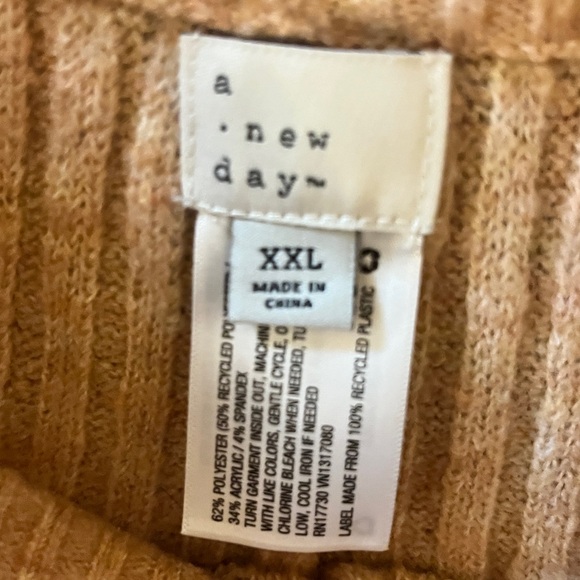 a
· new
day~
XXL
MADE IN
CHINA
62% POLYESTER (50% RECYCLED PO
34% ACRYLIC / 4% SPANDEX
TURN GARMENT INSIDE OUT, MACHIN
WITH LIKE COLORS, GENTLE CYCLE, O
CHLORINE BLEACH WHEN NEEDED, TU
LOW, COOL IRON IF NEEDED
RN17730 VN1317080
LABEL MADE FROM 100% RECYCLED PLASTIC